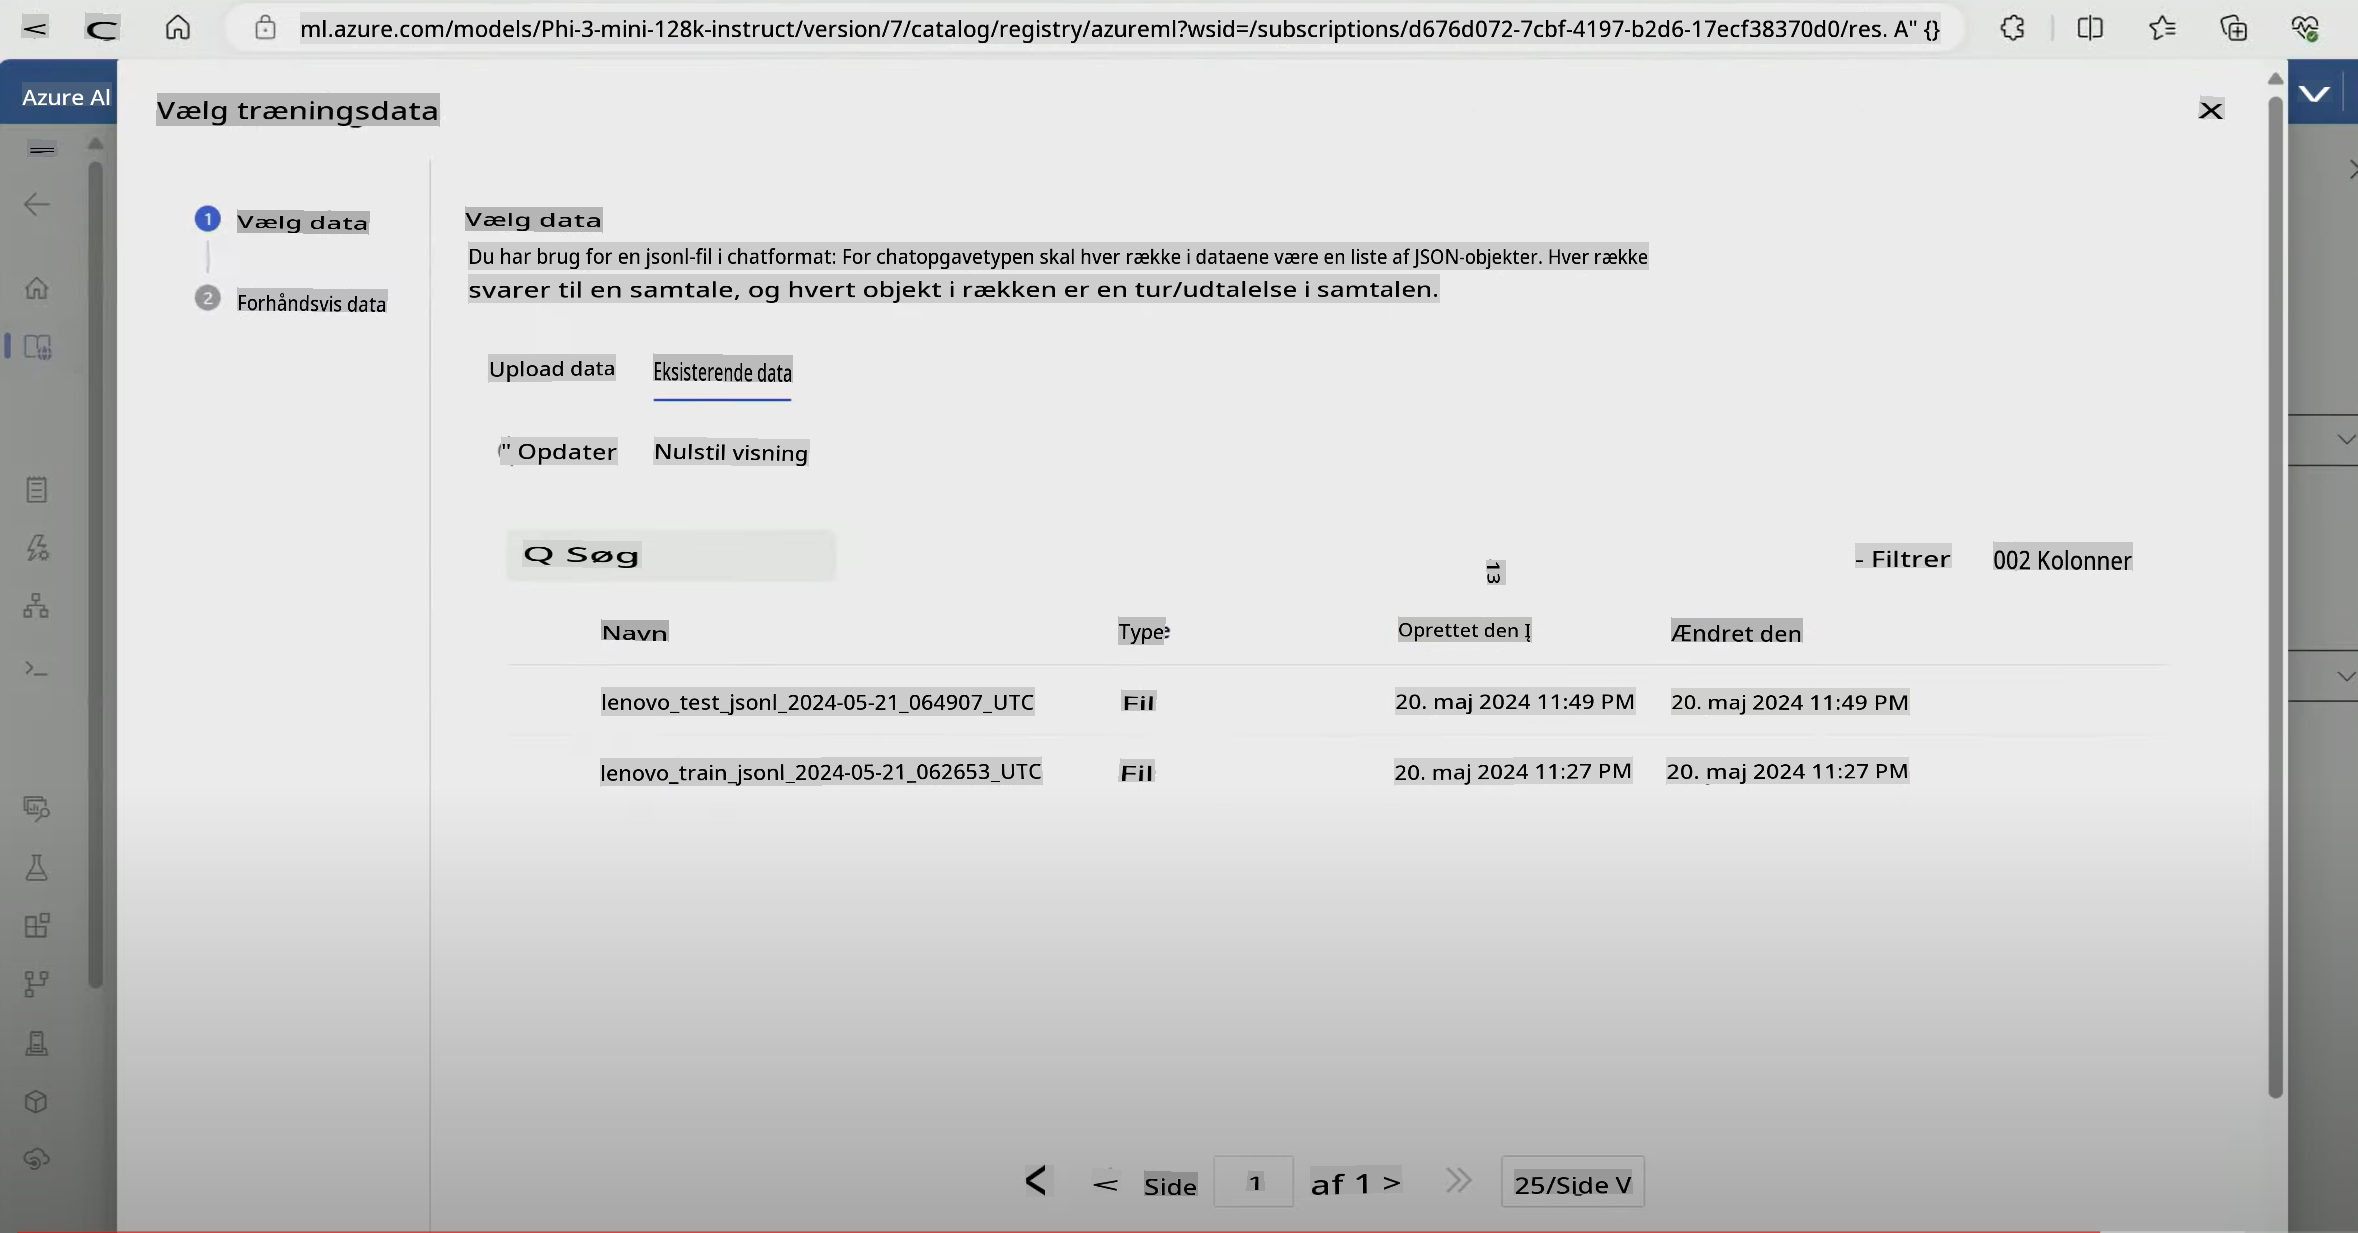 ml.azure.com/models/Phi-3-mini-128k-instruct/version/7/catalog/registry/azureml?wsid=/subscriptions/d676d072-7cbf-4197-b2d6-17ecf38370d0/res. A" {}
Azure Al
Vælg træningsdata
X
1 Vælg data
2 Forhåndsvis data
Vælg data
Du har brug for en jsonl-fil i chatformat: For chatopgavetypen skal hver række i dataene være en liste af JSON-objekter. Hver række
svarer til en samtale, og hvert objekt i rækken er en tur/udtalelse i samtalen.
Upload data Eksisterende data
" Opdater Nulstil visning
Q Søg
13
- Filtrer 002 Kolonner
Navn Type Oprettet den Ændret den
lenovo_test_jsonl_2024-05-21_064907_UTC Fil 20. maj 2024 11:49 PM 20. maj 2024 11:49 PM
lenovo_train_jsonl_2024-05-21_062653_UTC Fil 20. maj 2024 11:27 PM 20. maj 2024 11:27 PM
< < Side 1 af 1 > 25/Side V